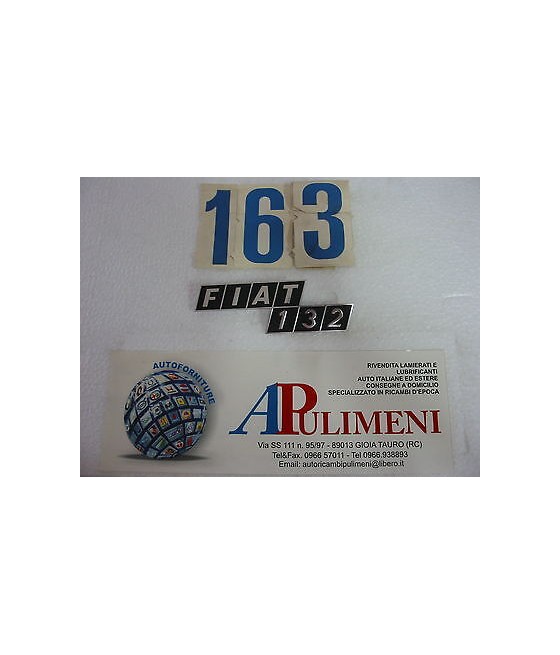 163
FIAT
132
AUTOFORNITURE
RIVENDITA LAMIERATI E
LUBRIFICANTI
AUTO ITALIANE ED ESTERE
CONSEGNE A DOMICILIO
SPECIALIZZATO IN RICAMBI D'EPOCA
APULIMENI
Via SS 111 n. 95/97 - 89013 GIOIA TAURO (RC)
Tel&Fax. 0966 57011 - Tel 0966.938893
Email: autoricambipulimeni@libero.it